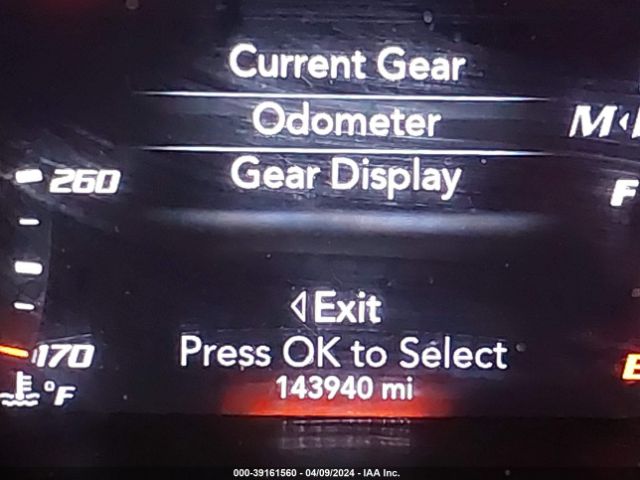 Current Gear
Odometer
M
260
Gear Display
F
Exit
170
Press OK to Select
E
°F
143940 mi
000-39161560 - 04/09/2024 - IAA Inc.